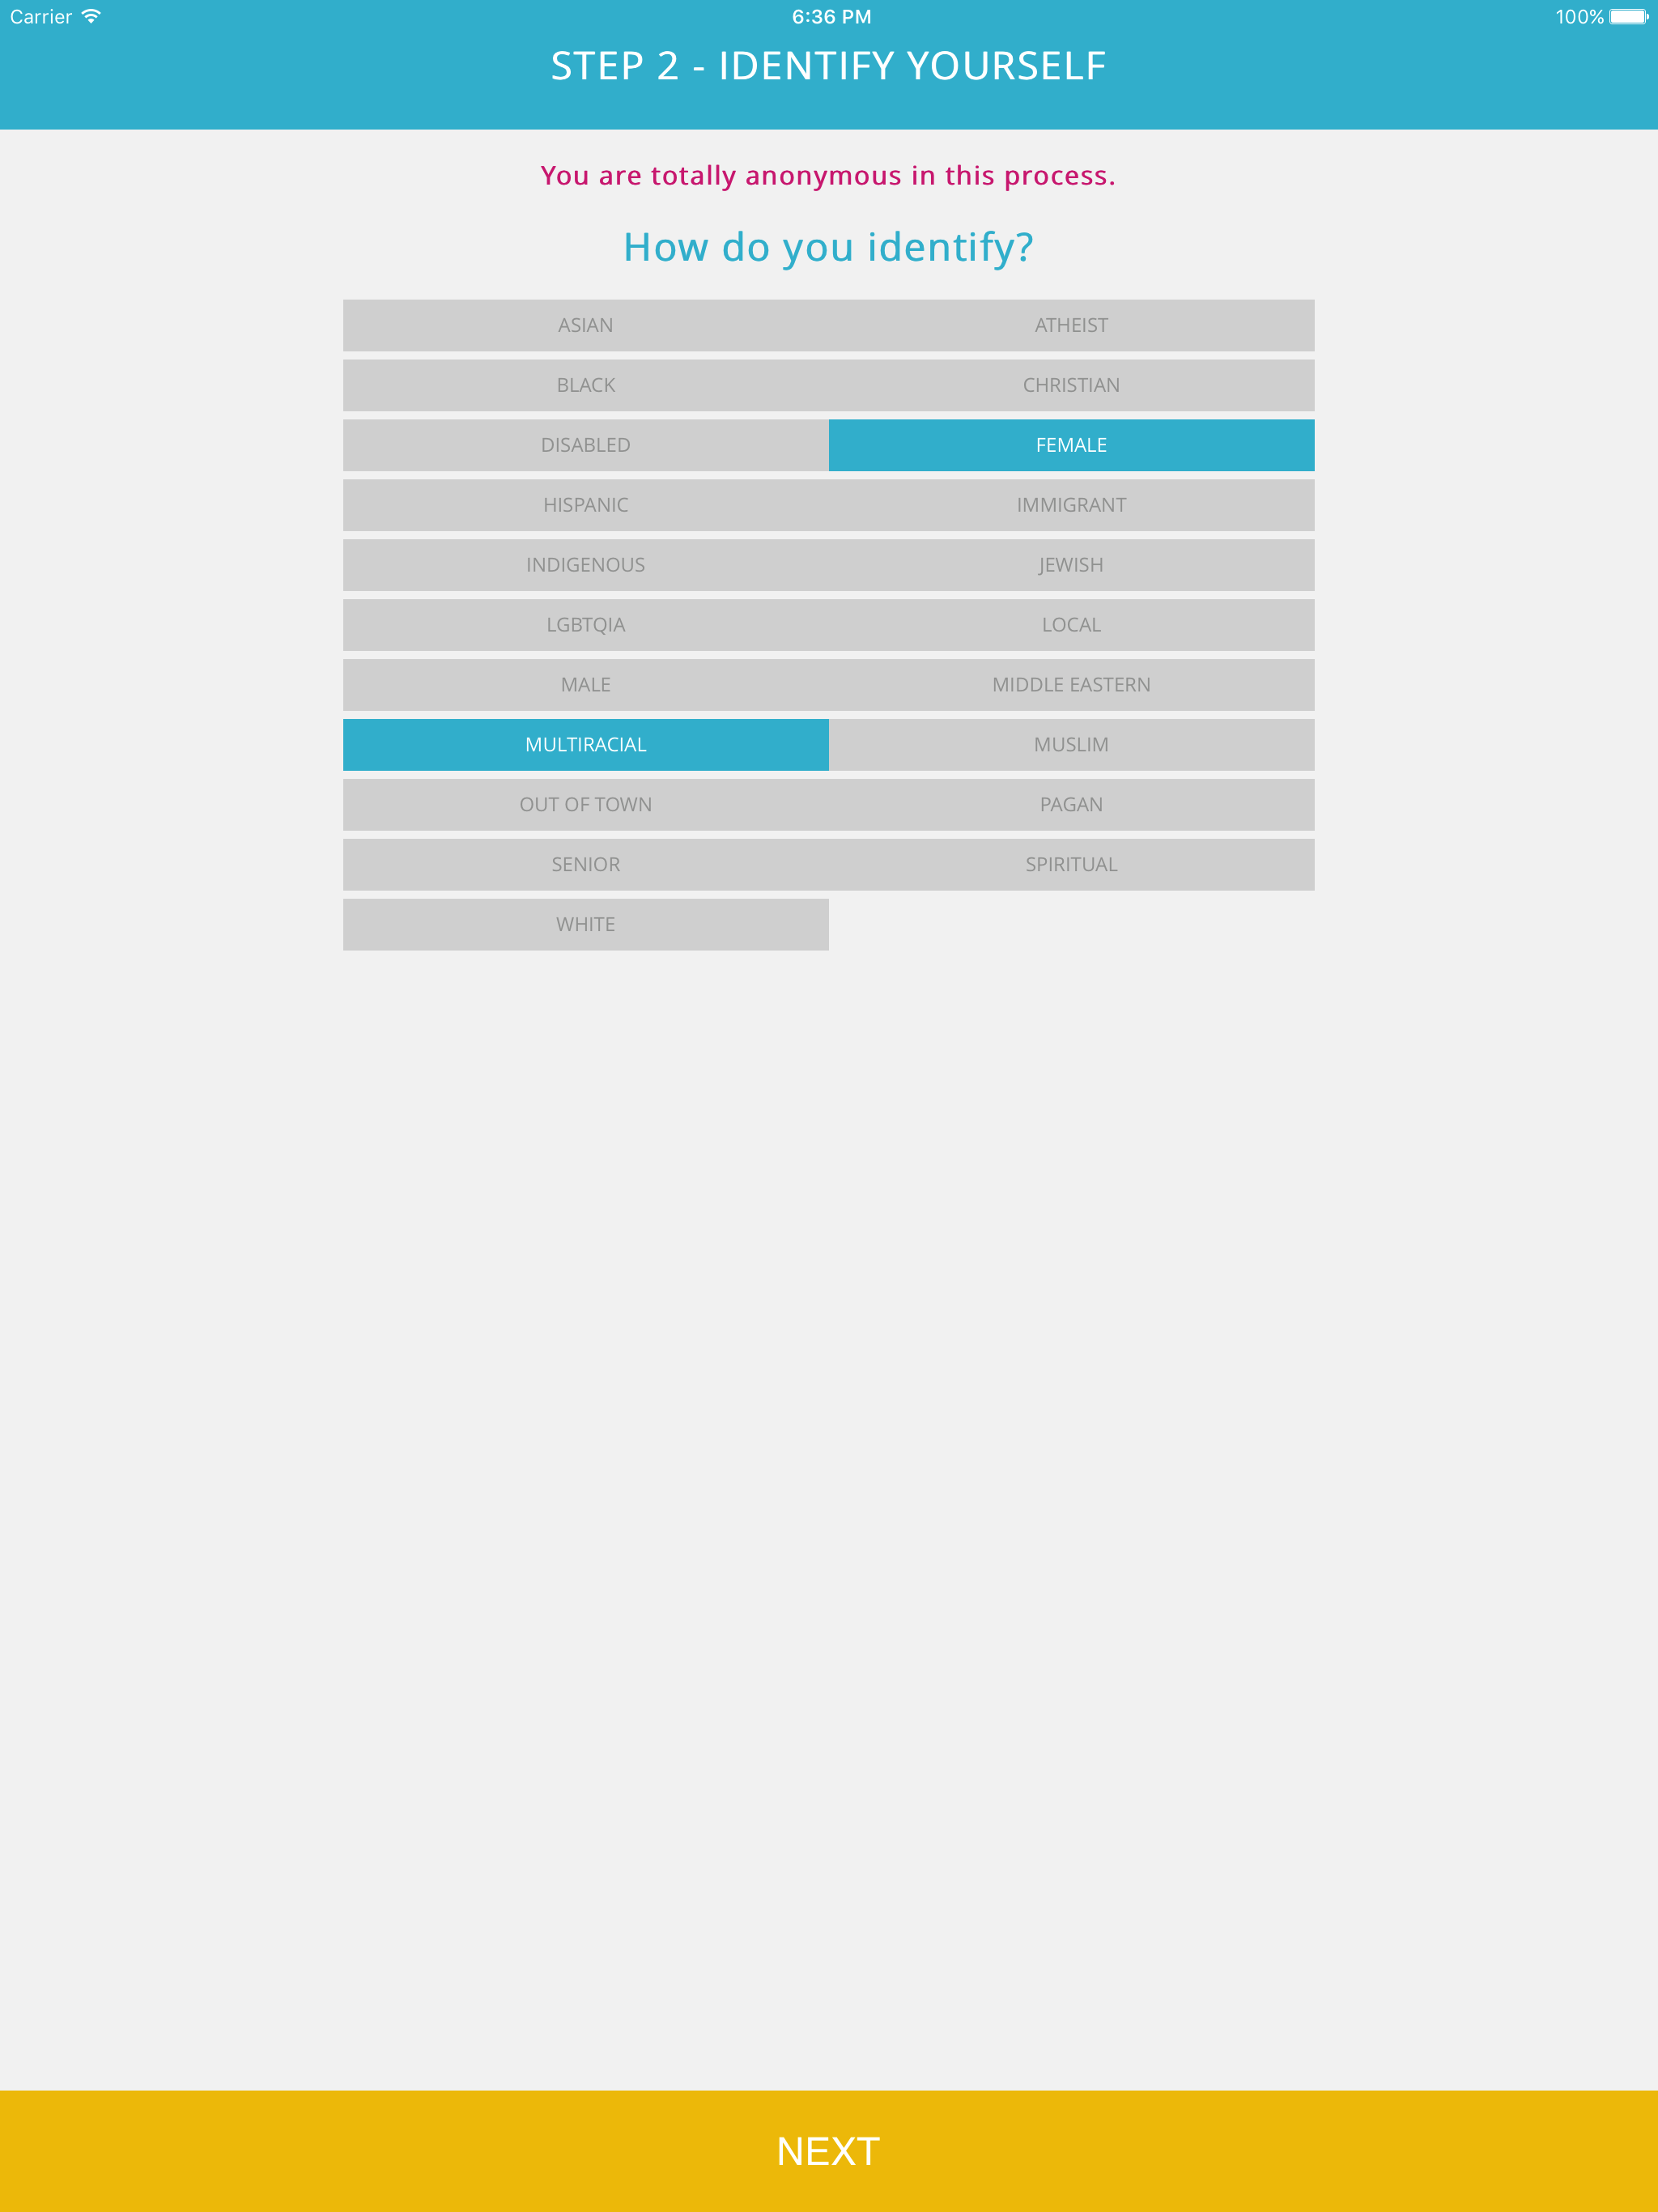 Carrier 6:36 PM 100%
STEP 2 - IDENTIFY YOURSELF
You are totally anonymous in this process.
How do you identify?
ASIAN ATHEIST
BLACK CHRISTIAN
DISABLED FEMALE
HISPANIC IMMIGRANT
INDIGENOUS JEWISH
LGBTQIA LOCAL
MALE MIDDLE EASTERN
MULTIRACIAL MUSLIM
OUT OF TOWN PAGAN
SENIOR SPIRITUAL
WHITE
NEXT